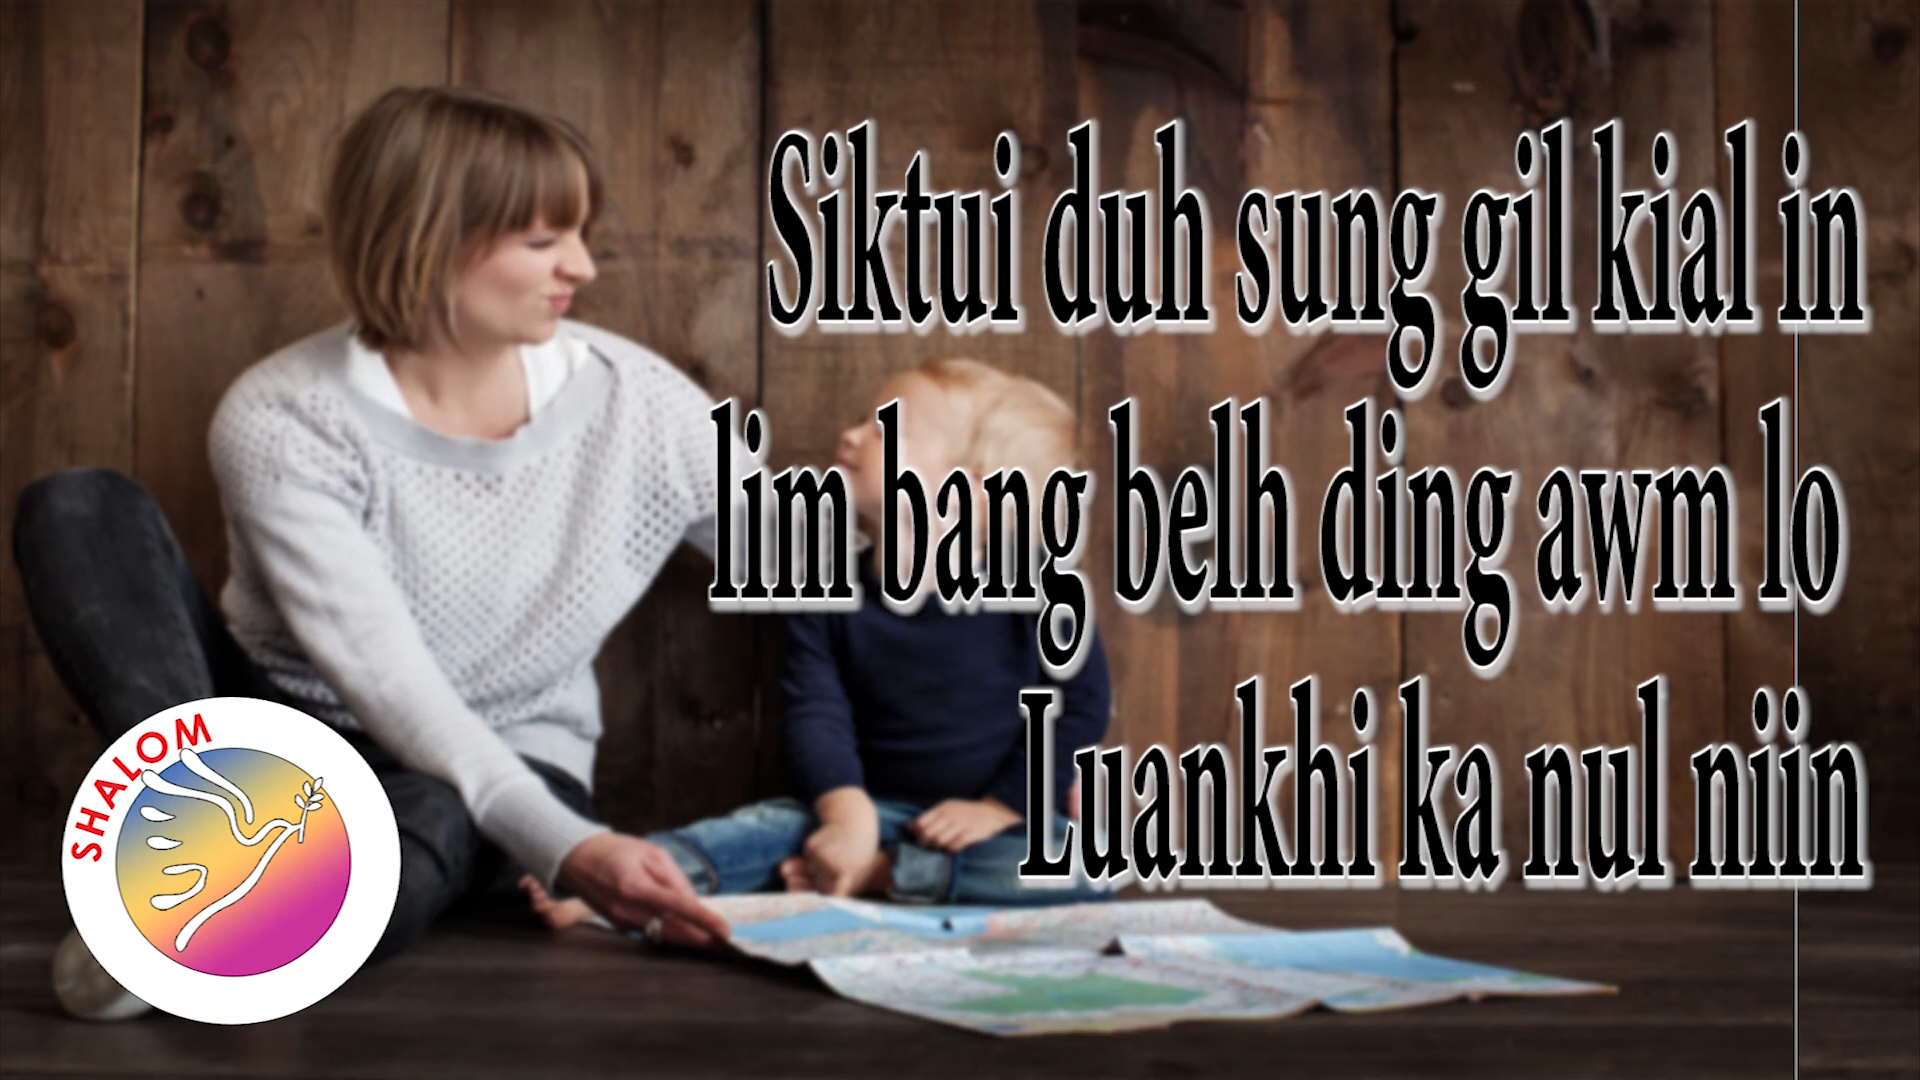 Siktui duh sung gil kial in
lim bang belh ding awm lo
Luankhi ka nul niin
SHALOM